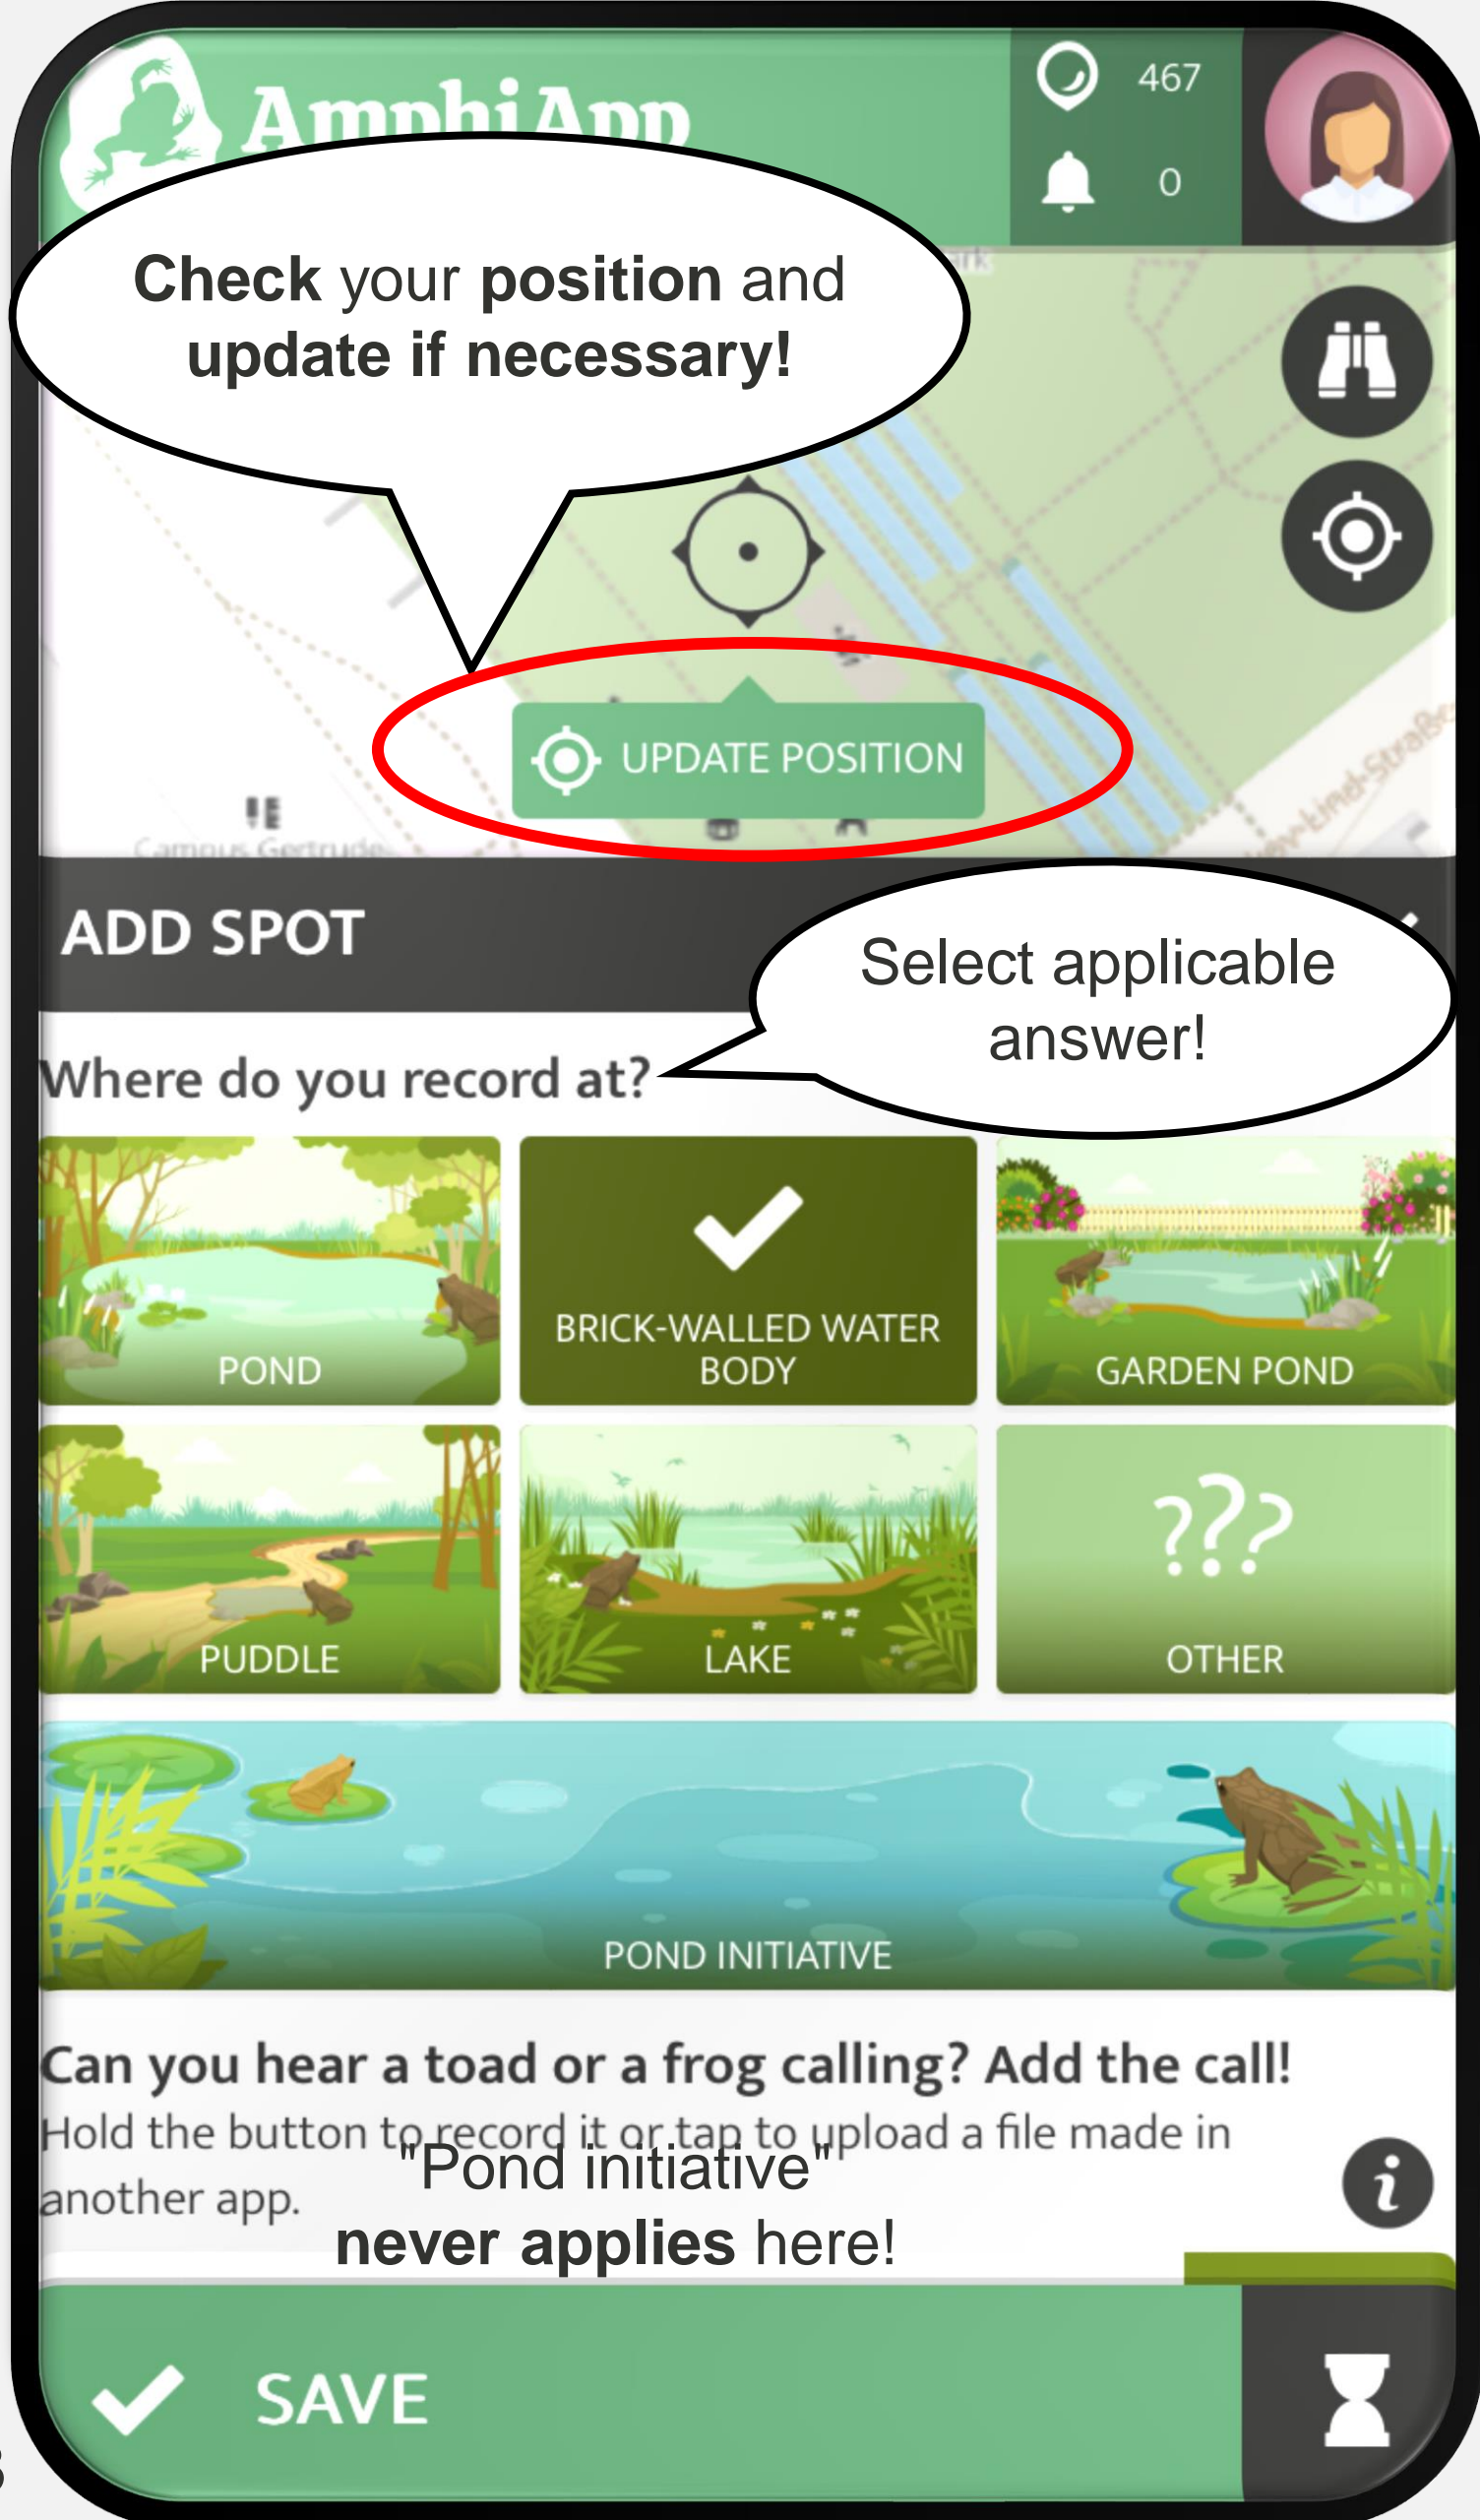 AmphiApp
467
0
Check your position and
update if necessary!
UPDATE POSITION
Campus Gertrude
ADD SPOT
Select applicable
answer!
Where do you record at?
POND
BRICK-WALLED WATER
BODY
GARDEN POND
PUDDLE
LAKE
???
OTHER
POND INITIATIVE
Can you hear a toad or a frog calling? Add the call!
Hold the button to record it or tap to upload a file made in
another app.
"Pond initiative"
never applies here!
i
SAVE